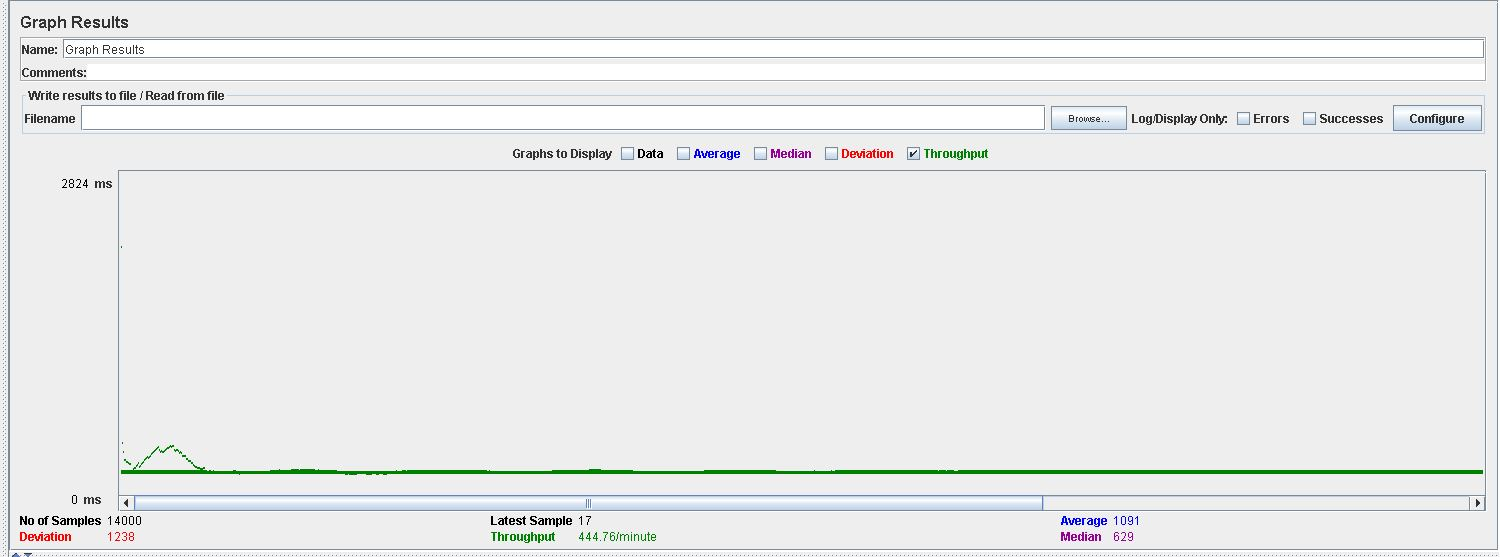 Graph Results
Name: Graph Results
Comments:
Write results to file / Read from file
Filename Browse... Log/Display Only: Errors Successes Configure
Graphs to Display Data Average Median Deviation Throughput
2824 ms
0 ms
No of Samples 14000 Latest Sample 17 Average 1091
Deviation 1238 Throughput 444.76/minute Median 629